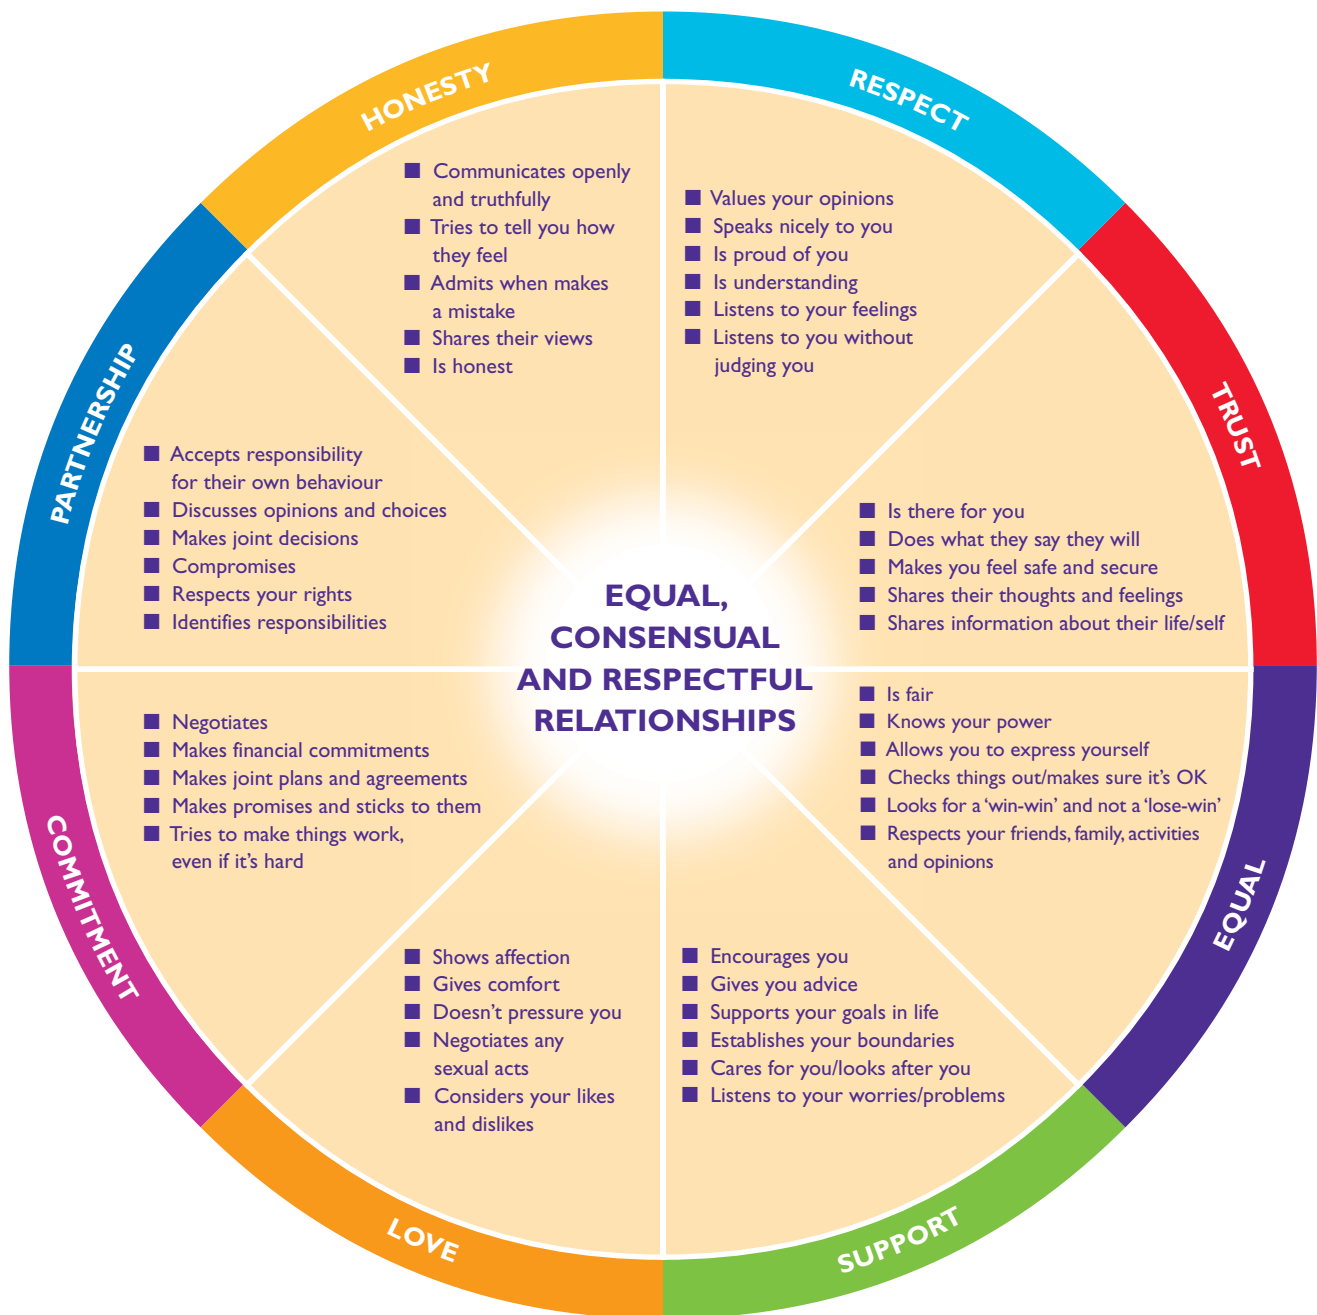 HONESTY
■ Communicates openly
and truthfully
■ Tries to tell you how
they feel
■ Admits when makes
a mistake
■ Shares their views
■ Is honest
RESPECT
■ Values your opinions
■ Speaks nicely to you
■ Is proud of you
■ Is understanding
■ Listens to your feelings
■ Listens to you without
judging you
TRUST
■ Is there for you
■ Does what they say they will
■ Makes you feel safe and secure
■ Shares their thoughts and feelings
■ Shares information about their life/self
EQUAL
■ Is fair
■ Knows your power
■ Allows you to express yourself
■ Checks things out/makes sure it’s OK
■ Looks for a ‘win-win’ and not a ‘lose-win’
■ Respects your friends, family, activities
and opinions
SUPPORT
■ Encourages you
■ Gives you advice
■ Supports your goals in life
■ Establishes your boundaries
■ Cares for you/looks after you
■ Listens to your worries/problems
LOVE
■ Shows affection
■ Gives comfort
■ Doesn’t pressure you
■ Negotiates any
sexual acts
■ Considers your likes
and dislikes
COMMITMENT
■ Negotiates
■ Makes financial commitments
■ Makes joint plans and agreements
■ Makes promises and sticks to them
■ Tries to make things work,
even if it’s hard
PARTNERSHIP
■ Accepts responsibility
for their own behaviour
■ Discusses opinions and choices
■ Makes joint decisions
■ Compromises
■ Respects your rights
■ Identifies responsibilities
EQUAL,
CONSENSUAL
AND RESPECTFUL
RELATIONSHIPS